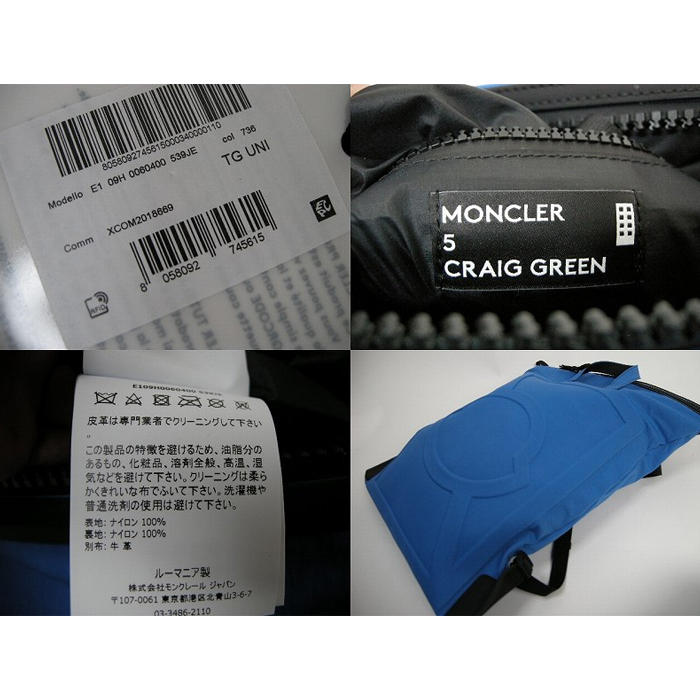 805809274561500034000110
Modello E1 09H 0060400 539JE col 736
TG UNI
Comm XCOM2018669
8 058092 745615
RFID
MONCLER
5
CRAIG GREEN
E109H0060400 539JE
皮革は専門業者でクリーニングして下さい
。
この製品の特徴を避けるため、油脂分の
あるもの、化粧品、溶剤全般、高温、湿
気などを避けて下さい。クリーニングは柔ら
かくきれいな布でふいて下さい。洗濯機や
普通洗剤の使用は避けて下さい。
表地: ナイロン 100%
裏地: ナイロン 100%
別布: 牛 革
ルーマニア製
株式会社モンクレール ジャパン
〒107-0061 東京都港区北青山3-6-7
03-3486-2110